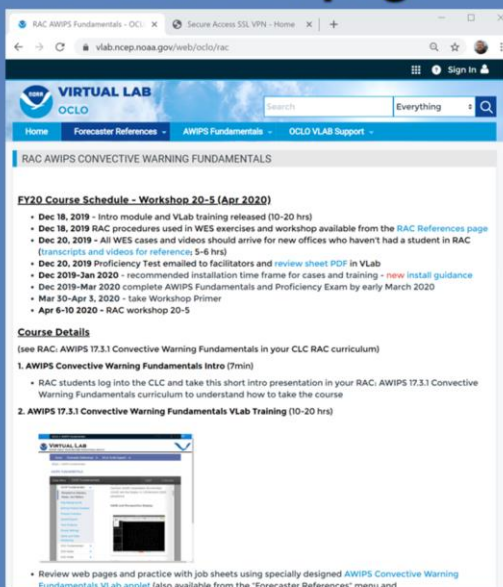 RAC AWIPS Fundamentals - OCL
Secure Access SSL VPN - Home
vlab.ncep.noaa.gov/web/oclo/rac
Sign In
NOAA
VIRTUAL LAB
OCLO
Search
Everything
Home
Forecaster References
AWIPS Fundamentals
OCLO VLAB Support
RAC AWIPS CONVECTIVE WARNING FUNDAMENTALS
FY20 Course Schedule - Workshop 20-5 (Apr 2020)
• Dec 18, 2019 - Intro module and VLab training released (10-20 hrs)
• Dec 18, 2019 RAC procedures used in WES exercises and workshop available from the RAC References page
• Dec 20, 2019 - All WES cases and videos should arrive for new offices who haven't had a student in RAC
(transcripts and videos for reference; 5-6 hrs)
• Dec 20, 2019 Proficiency Test emailed to facilitators and review sheet PDF in VLab
• Dec 2019-Jan 2020 - recommended installation time frame for cases and training - new install guidance
• Dec 2019-Mar 2020 complete AWIPS Fundamentals and Proficiency Exam by early March 2020
• Mar 30-Apr 3, 2020 - take Workshop Primer
• Apr 6-10 2020 - RAC workshop 20-5
Course Details
(see RAC: AWIPS 17.3.1 Convective Warning Fundamentals in your CLC RAC curriculum)
1. AWIPS Convective Warning Fundamentals Intro (7min)
• RAC students log into the CLC and take this short intro presentation in your RAC: AWIPS 17.3.1 Convective
Warning Fundamentals curriculum to understand how to take the course
2. AWIPS 17.3.1 Convective Warning Fundamentals VLab Training (10-20 hrs)
VIRTUAL LAB
• Review web pages and practice with job sheets using specially designed AWIPS Convective Warning
Fundamentals VLab applet (also available from the "Forecaster References" menu and